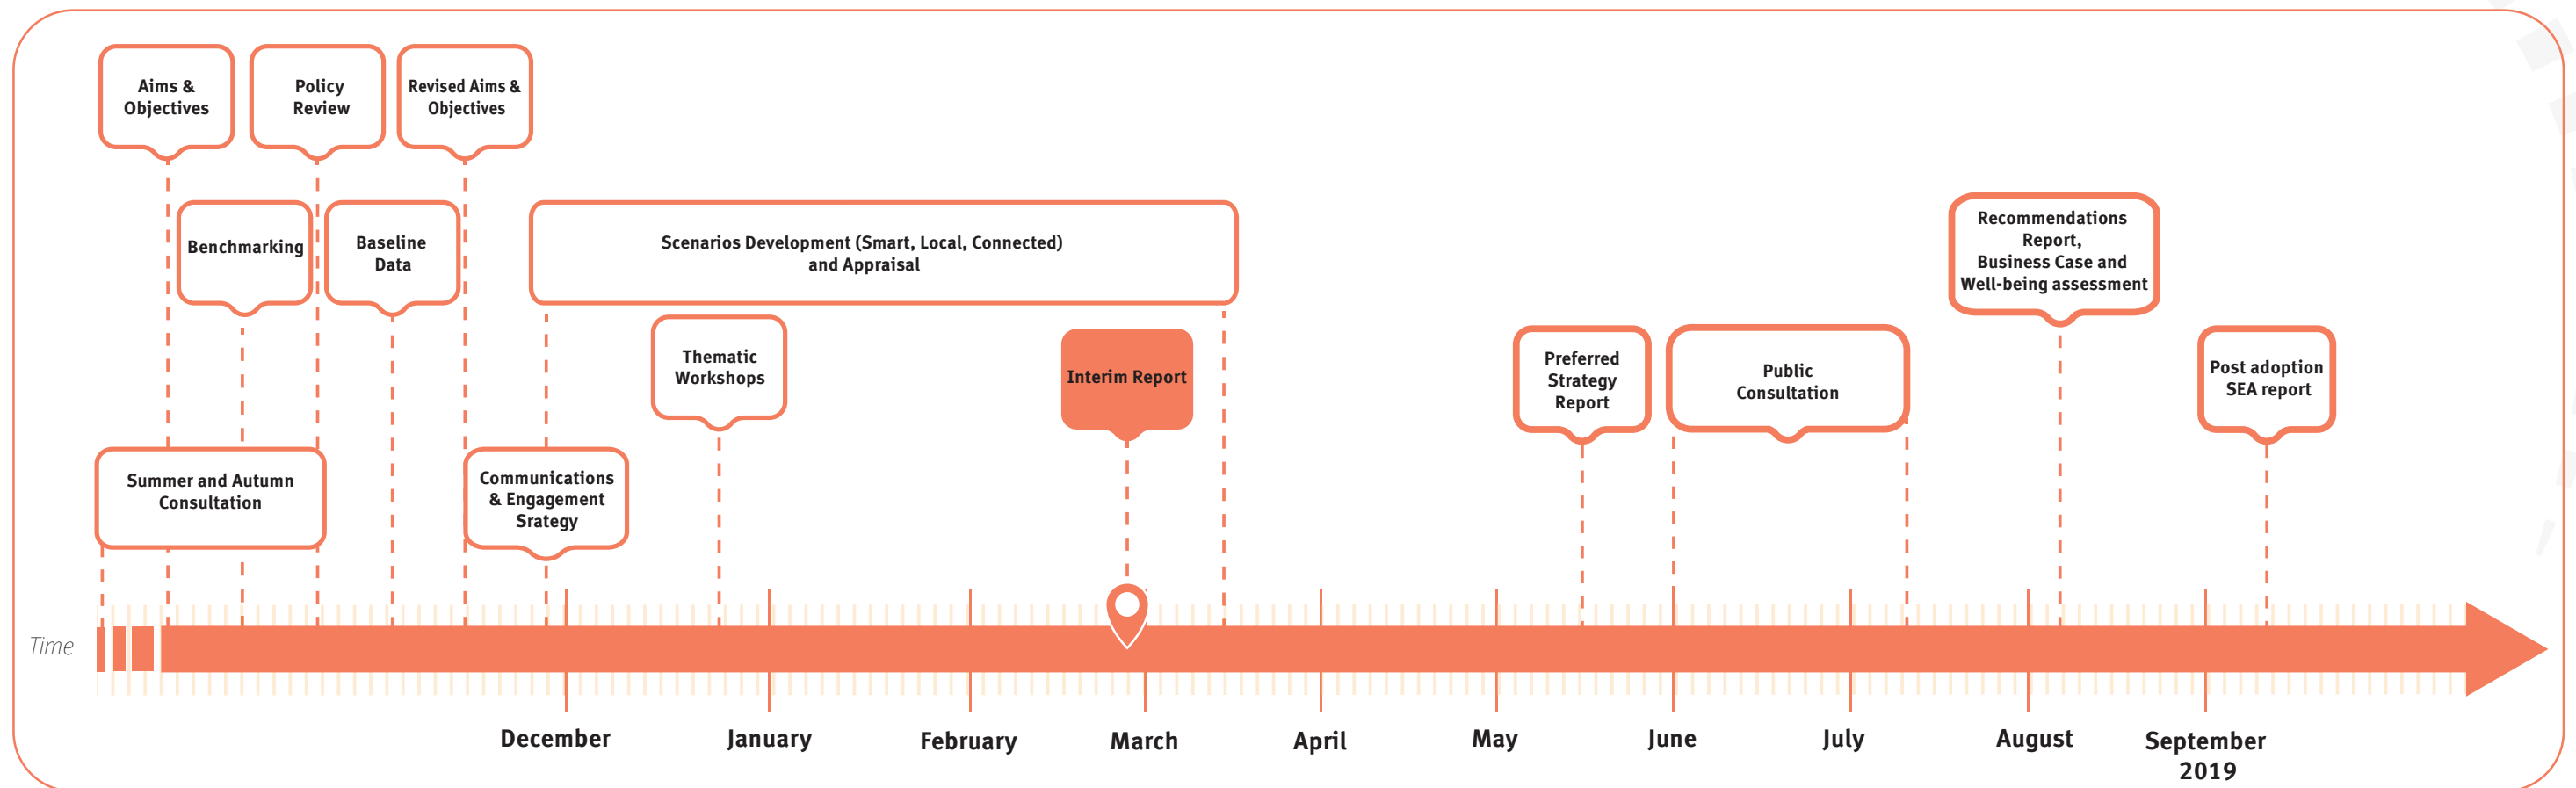 Aims &
Objectives
Policy
Review
Revised Aims &
Objectives
Benchmarking
Baseline
Data
Scenarios Development (Smart, Local, Connected)
and Appraisal
Recommendations
Report,
Business Case and
Well-being assessment
Thematic
Workshops
Interim Report
Preferred
Strategy
Report
Public
Consultation
Post adoption
SEA report
Summer and Autumn
Consultation
Communications
& Engagement
Srategy
Time
December
January
February
March
April
May
June
July
August
September
2019